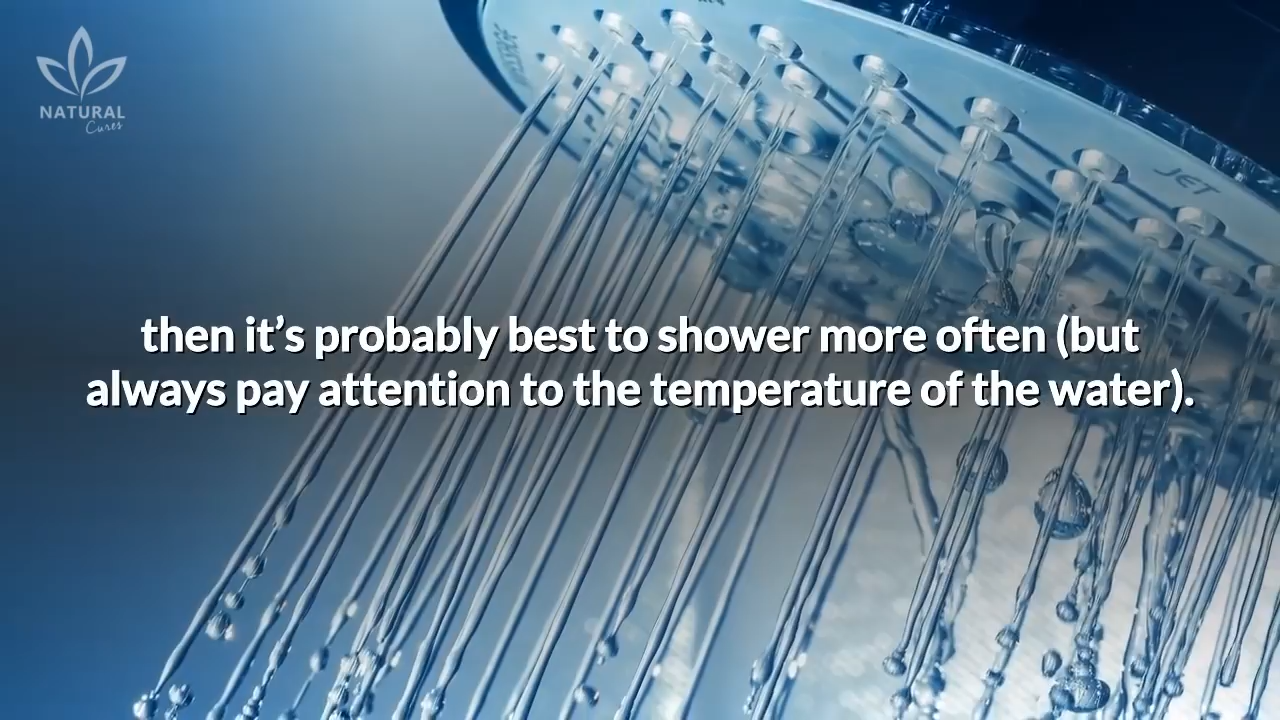 NATURAL
Cures
JET
then it’s probably best to shower more often (but
always pay attention to the temperature of the water).